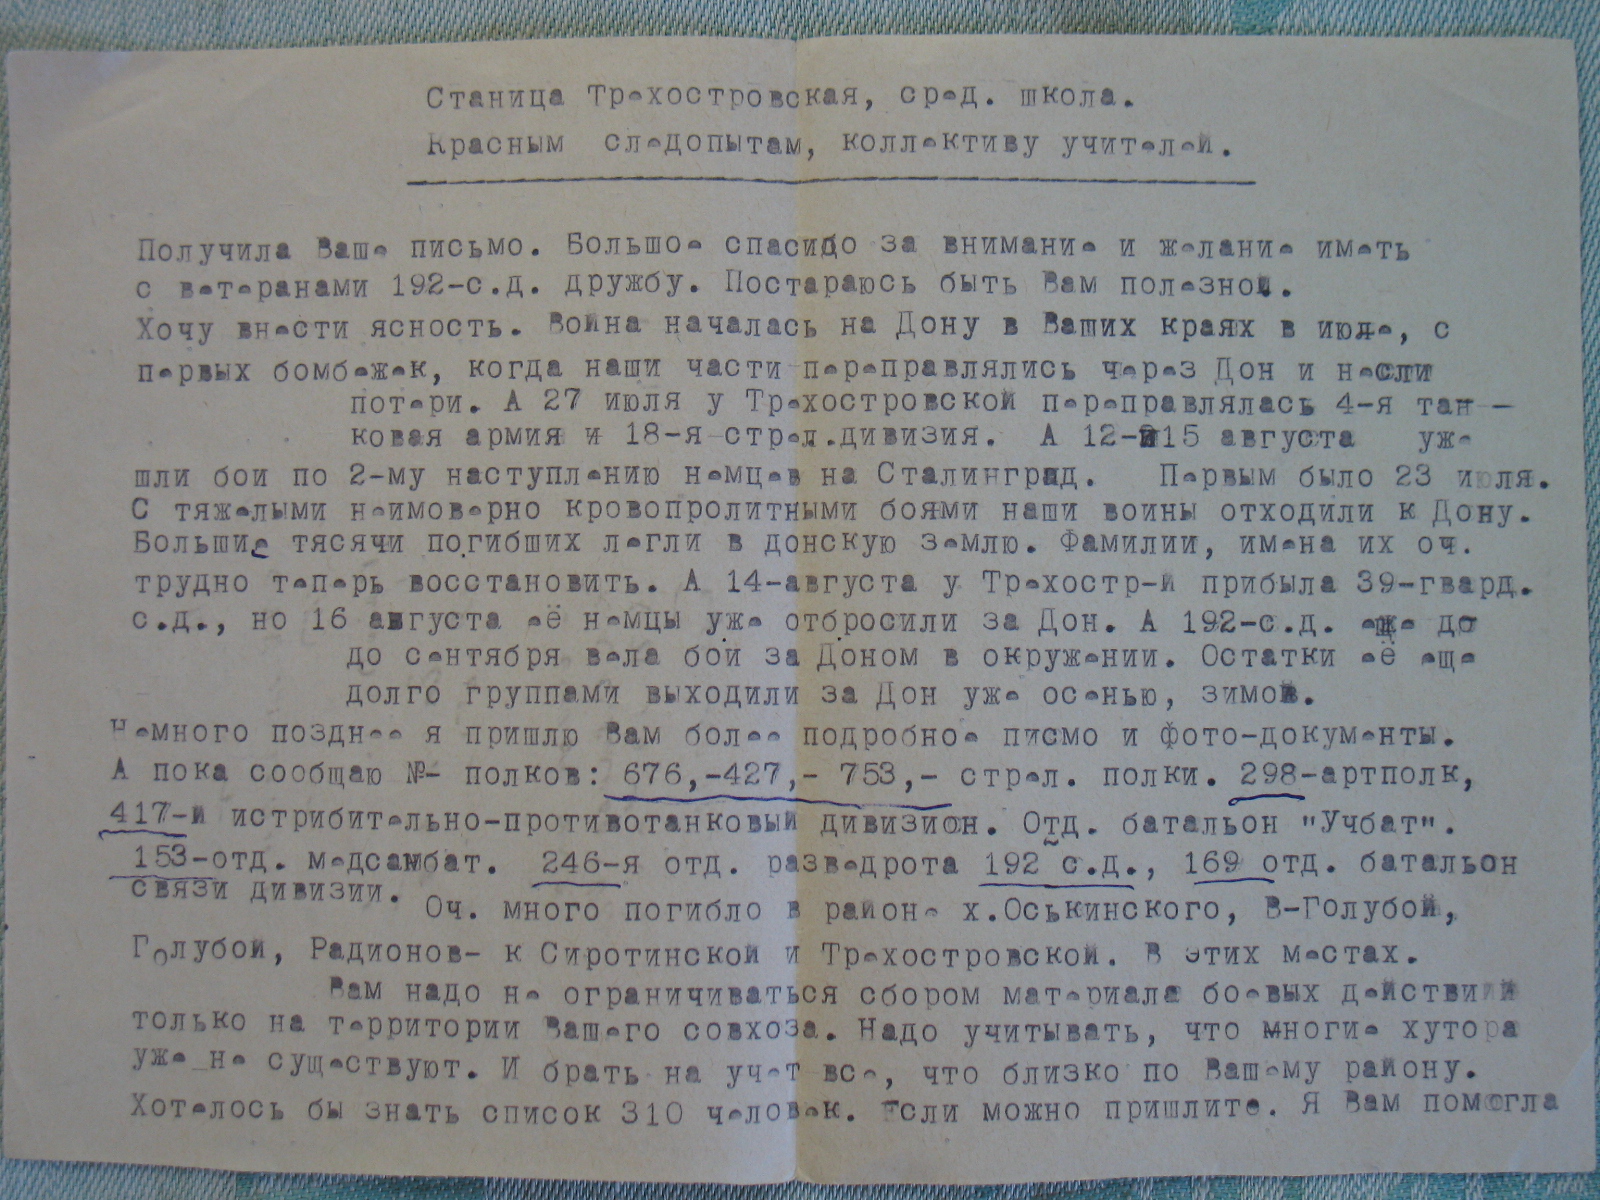 Станица Трехостровская, сред. школа.
Красным следопытам, коллективу учителей.
Получила Ваше письмо. Большое спасибо за внимание и желание иметь
с ветеранами 192-с.д. дружбу. Постараюсь быть Вам полезной.
Хочу внести ясность. Война началась на Дону в Ваших краях в июле, с
первых бомбежек, когда наши части переправлялись через Дон и несли
потери. А 27 июля у Трехостровской переправлялась 4-я тан-
ковая армия и 18-я стрел.дивизия. А 12-15 августа уже
шли бои по 2-му наступлению немцев на Сталинград. Первым было 23 июля.
С тяжелыми неимоверно кровопролитными боями наши воины отходили к Дону.
Большие тясячи погибших легли в донскую землю. Фамилии, имена их оч.
трудно теперь восстановить. А 14-августа у Трехостр-й прибыла 39-гвард.
с.д., но 16 августа её немцы уже отбросили за Дон. А 192-с.д. еще до
до сентября вела бои за Доном в окружении. Остатки её еще
долго группами выходили за Дон уже осенью, зимой.
Немного позднее я пришлю Вам более подробное писмо и фото-документы.
А пока сообщаю №- полков: 676,-427,- 753,- стрел. полки. 298-артполк,
417-й истрибительно-противотанковый дивизион. Отд. батальон "Учбат".
153-отд. медсамбат. 246-я отд. разведрота 192 с.д., 169 отд. батальон
связи дивизии. Оч. много погибло в районе х.Оськинского, В-Голубой,
Голубой, Радионов- к Сиротинской и Трехостровской. В этих местах.
Вам надо не ограничиваться сбором материала боевых действий
только на территории Вашего совхоза. Надо учитывать, что многие хутора
уже не существуют. И брать на учет все, что близко по Вашему району.
Хотелось бы знать список 310 человек. Если можно пришлите. Я Вам помогла